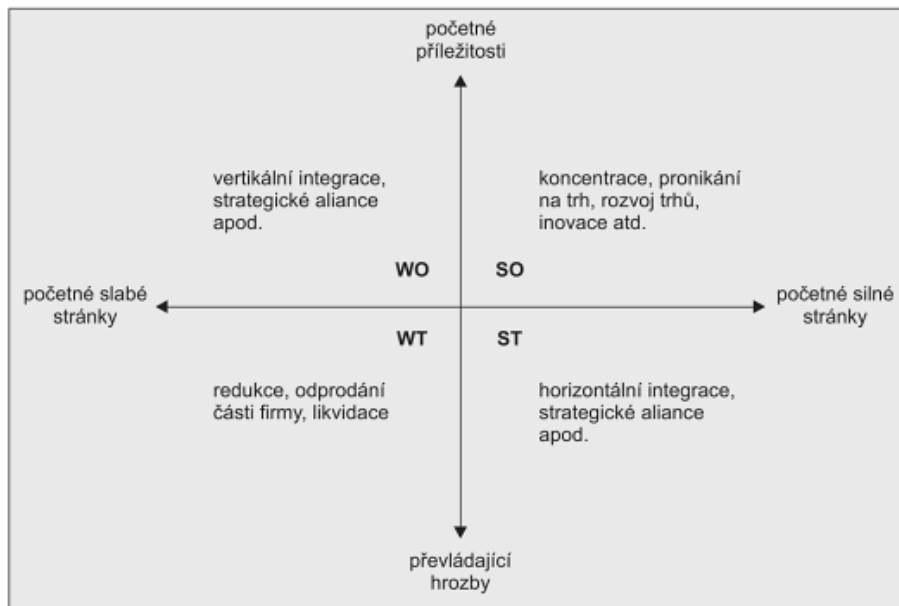 početné
příležitosti
vertikální integrace,
strategické aliance
apod.
koncentrace, pronikání
na trh, rozvoj trhů,
inovace atd.
WO SO
početné slabé
stránky
početné silné
stránky
WT ST
redukce, odprodání
části firmy, likvidace
horizontální integrace,
strategické aliance
apod.
převládající
hrozby